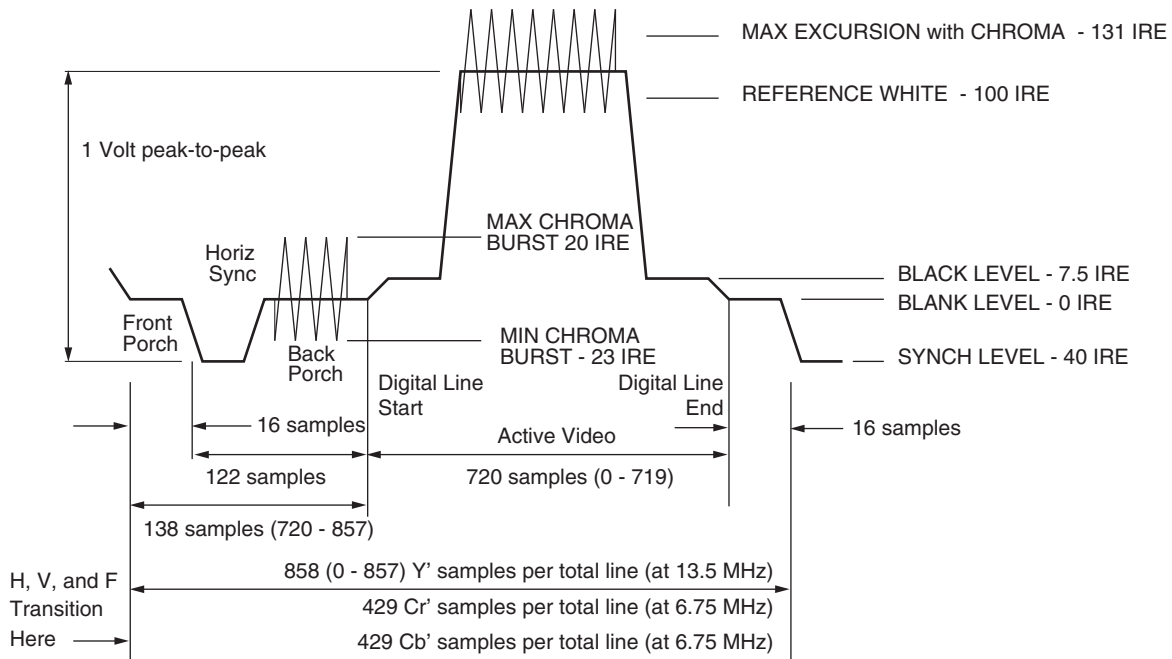 MAX EXCURSION with CHROMA - 131 IRE
REFERENCE WHITE - 100 IRE
1 Volt peak-to-peak
MAX CHROMA
BURST 20 IRE
Horiz
Sync
BLACK LEVEL - 7.5 IRE
BLANK LEVEL - 0 IRE
Front
Porch
MIN CHROMA
BURST - 23 IRE
Back
Porch
SYNCH LEVEL - 40 IRE
Digital Line
Start
Digital Line
End
16 samples
Active Video
16 samples
122 samples
720 samples (0 - 719)
138 samples (720 - 857)
H, V, and F
Transition
Here
858 (0 - 857) Y' samples per total line (at 13.5 MHz)
429 Cr' samples per total line (at 6.75 MHz)
429 Cb' samples per total line (at 6.75 MHz)